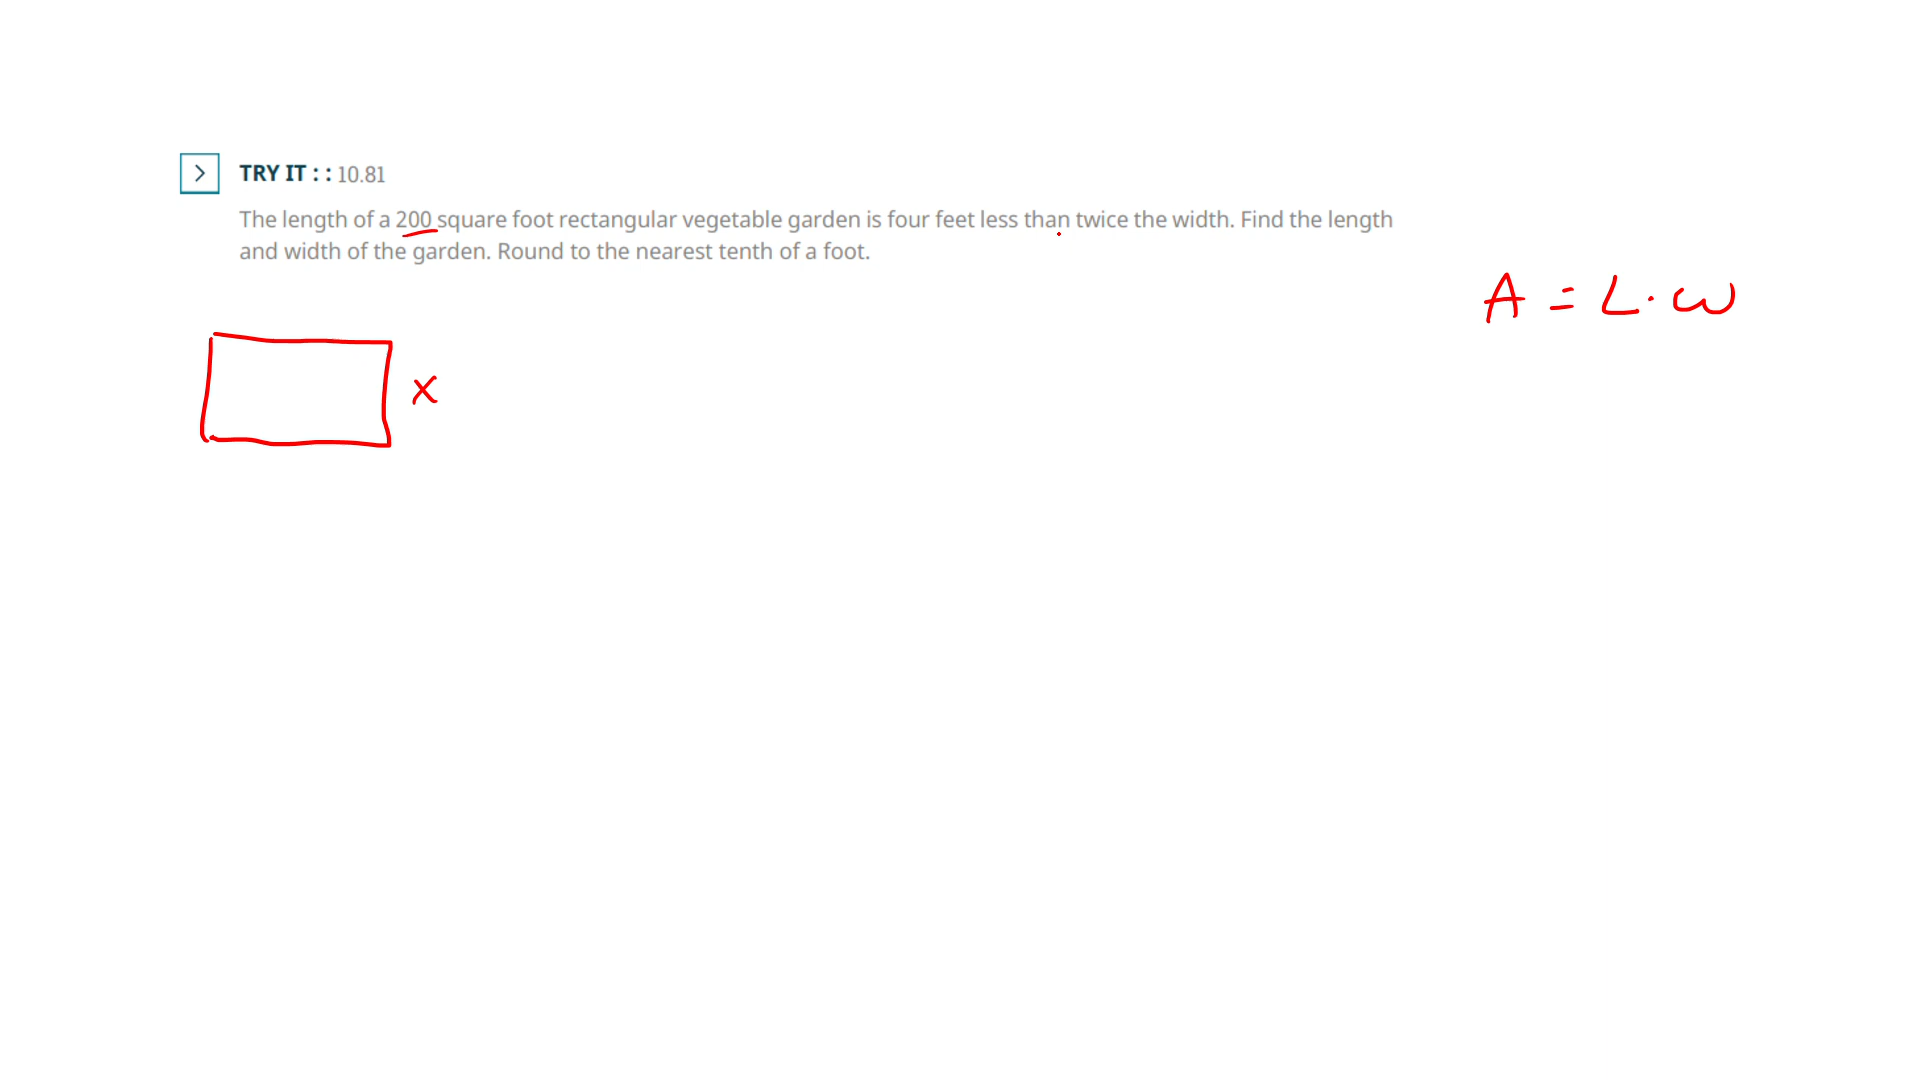 TRY IT : : 10.81
The length of a 200 square foot rectangular vegetable garden is four feet less than twice the width. Find the length
and width of the garden. Round to the nearest tenth of a foot.
A = L · ω
x